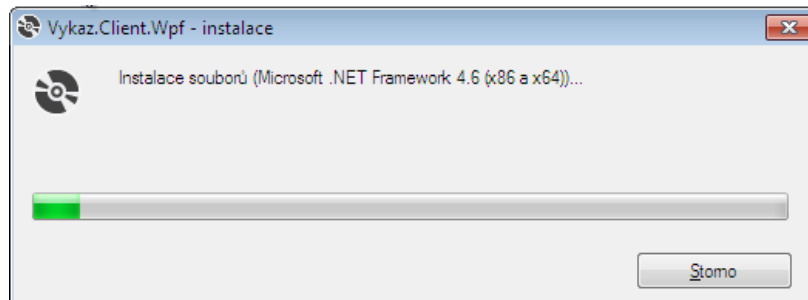 Vykaz.Client.Wpf - instalace
Instalace souborů (Microsoft .NET Framework 4.6 (x86 a x64))...
Storno